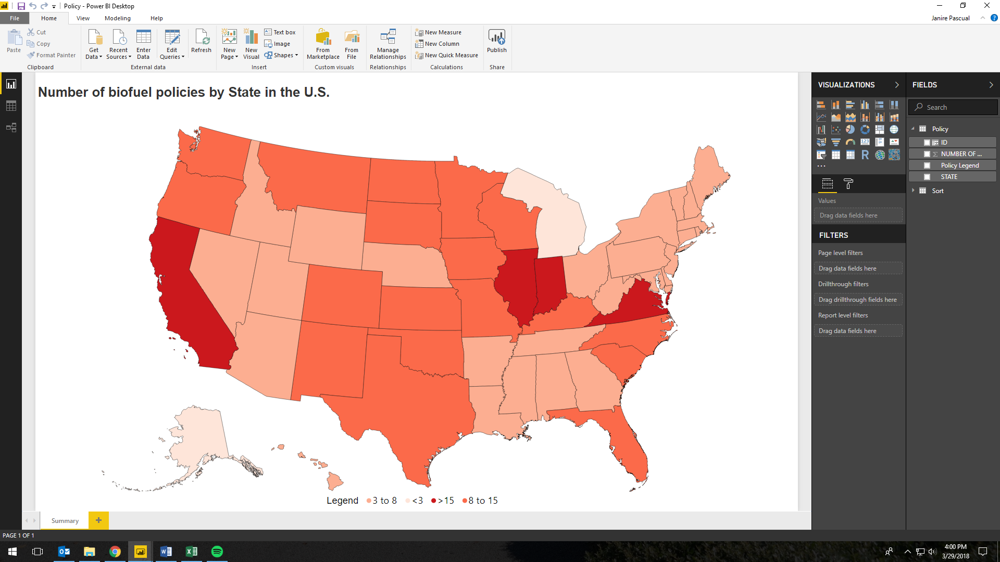 Policy - Power BI Desktop
File Home View Modeling Help
Janire Pascual
Paste
Cut
Copy
Format Painter
Clipboard
Get Data
Recent Sources
Enter Data
Edit Queries
Refresh
External data
New Page
New Visual
Text box
Image
Shapes
Insert
From Marketplace
From File
Custom visuals
Manage Relationships
Relationships
New Measure
New Column
New Quick Measure
Calculations
Publish
Share
Number of biofuel policies by State in the U.S.
Legend 3 to 8 <3 >15 8 to 15
VISUALIZATIONS
123
R
Values
Drag data fields here
FILTERS
Page level filters
Drag data fields here
Drillthrough filters
Drag drillthrough fields here
Report level filters
Drag data fields here
FIELDS
Search
Policy
ID
NUMBER OF ...
Policy Legend
STATE
Sort
Summary
PAGE 1 OF 1
4:00 PM
3/29/2018